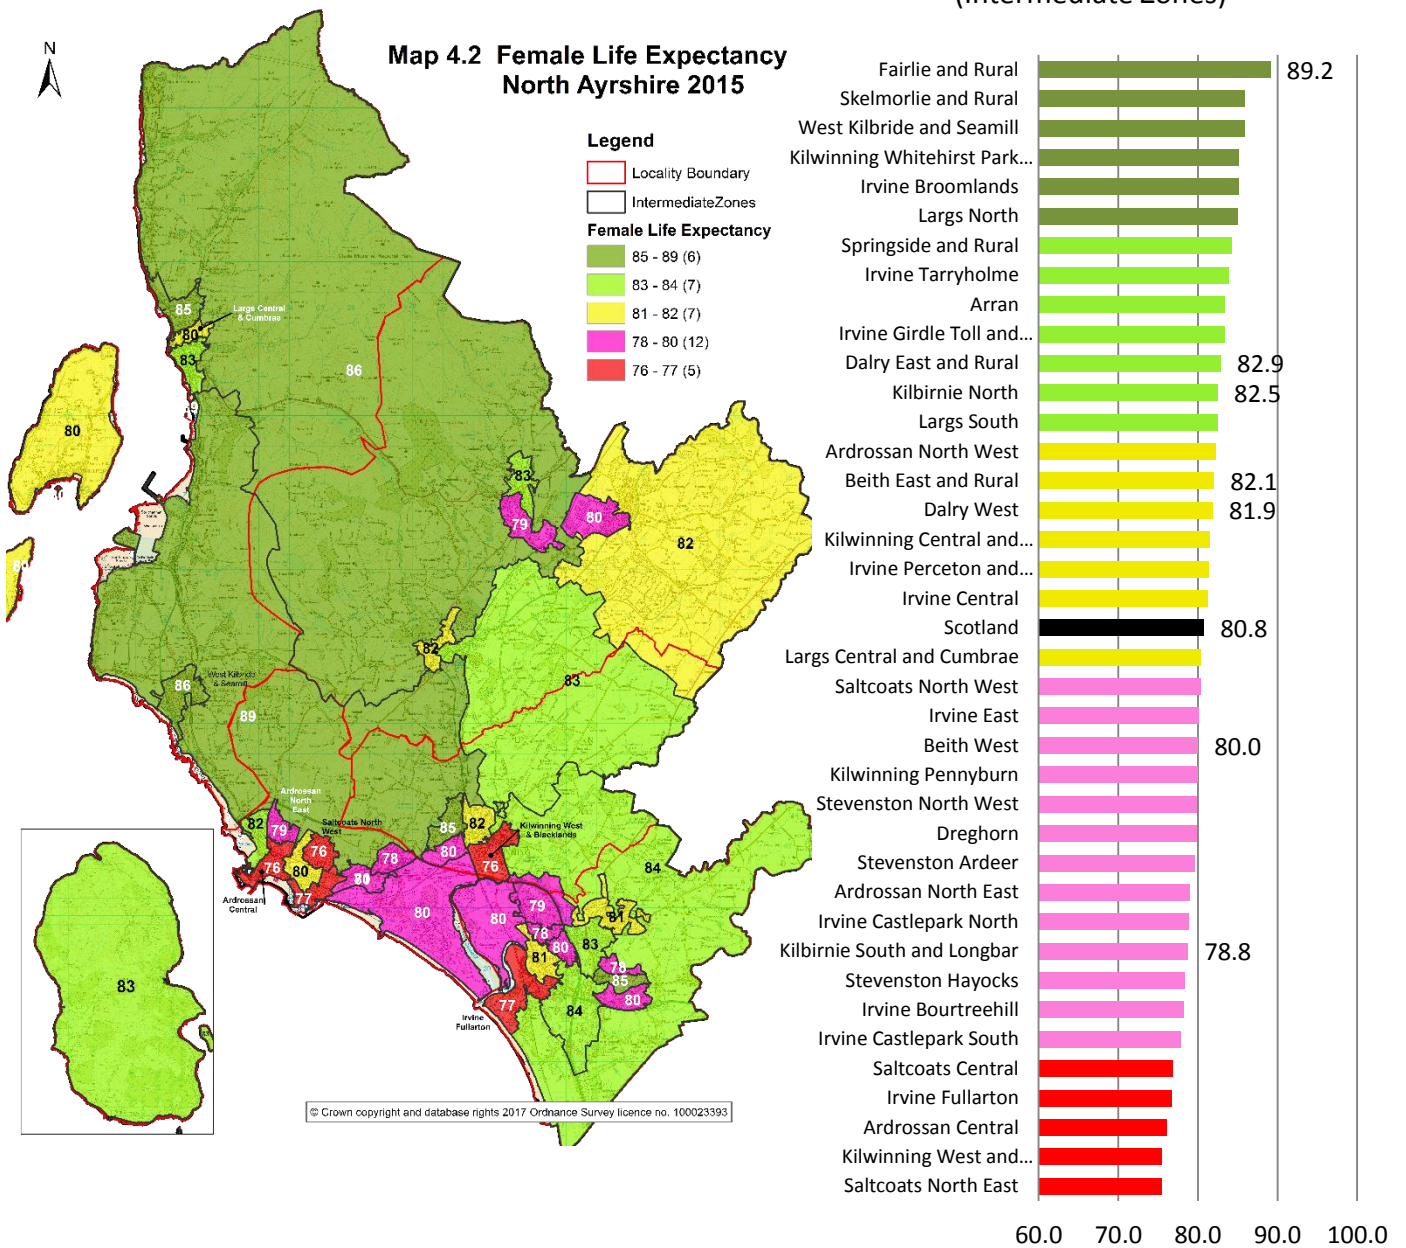 (Intermediate Zones)
N
Map 4.2 Female Life Expectancy
North Ayrshire 2015
Legend
Locality Boundary
IntermediateZones
Female Life Expectancy
85 - 89 (6)
83 - 84 (7)
81 - 82 (7)
78 - 80 (12)
76 - 77 (5)
85
Largs Central
& Cumbrae
80
83
86
80
83
79
80
82
82
83
86
West Kilbride
& Seamill
89
Ardrossan
North
East
82
79
Saltcoats North
West
76
85
82
Kilwinning West
& Blacklands
80
78
76
76
80
80
77
Ardrossan
Central
80
80
79
78
80
81
83
81
84
78
85
80
77
84
Irvine
Fullarton
83
© Crown copyright and database rights 2017 Ordnance Survey licence no. 100023393
Fairlie and Rural 89.2
Skelmorlie and Rural
West Kilbride and Seamill
Kilwinning Whitehirst Park...
Irvine Broomlands
Largs North
Springside and Rural
Irvine Tarryholme
Arran
Irvine Girdle Toll and...
Dalry East and Rural 82.9
Kilbirnie North 82.5
Largs South
Ardrossan North West
Beith East and Rural 82.1
Dalry West 81.9
Kilwinning Central and...
Irvine Perceton and...
Irvine Central
Scotland 80.8
Largs Central and Cumbrae
Saltcoats North West
Irvine East
Beith West 80.0
Kilwinning Pennyburn
Stevenston North West
Dreghorn
Stevenston Ardeer
Ardrossan North East
Irvine Castlepark North
Kilbirnie South and Longbar 78.8
Stevenston Hayocks
Irvine Bourtreehill
Irvine Castlepark South
Saltcoats Central
Irvine Fullarton
Ardrossan Central
Kilwinning West and...
Saltcoats North East
60.0 70.0 80.0 90.0 100.0